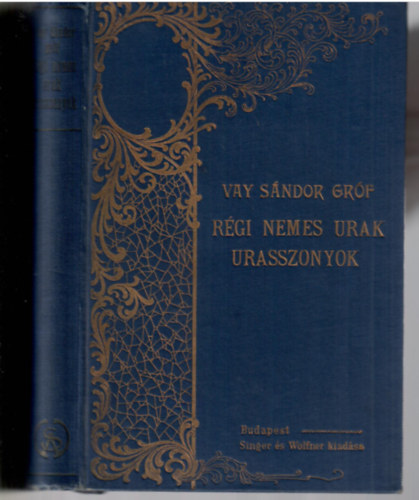 VAY SÁNDOR GRÓF
RÉGI NEMES URAK
URASSZONYOK
Budapest
Singer és Wolfner kiadása